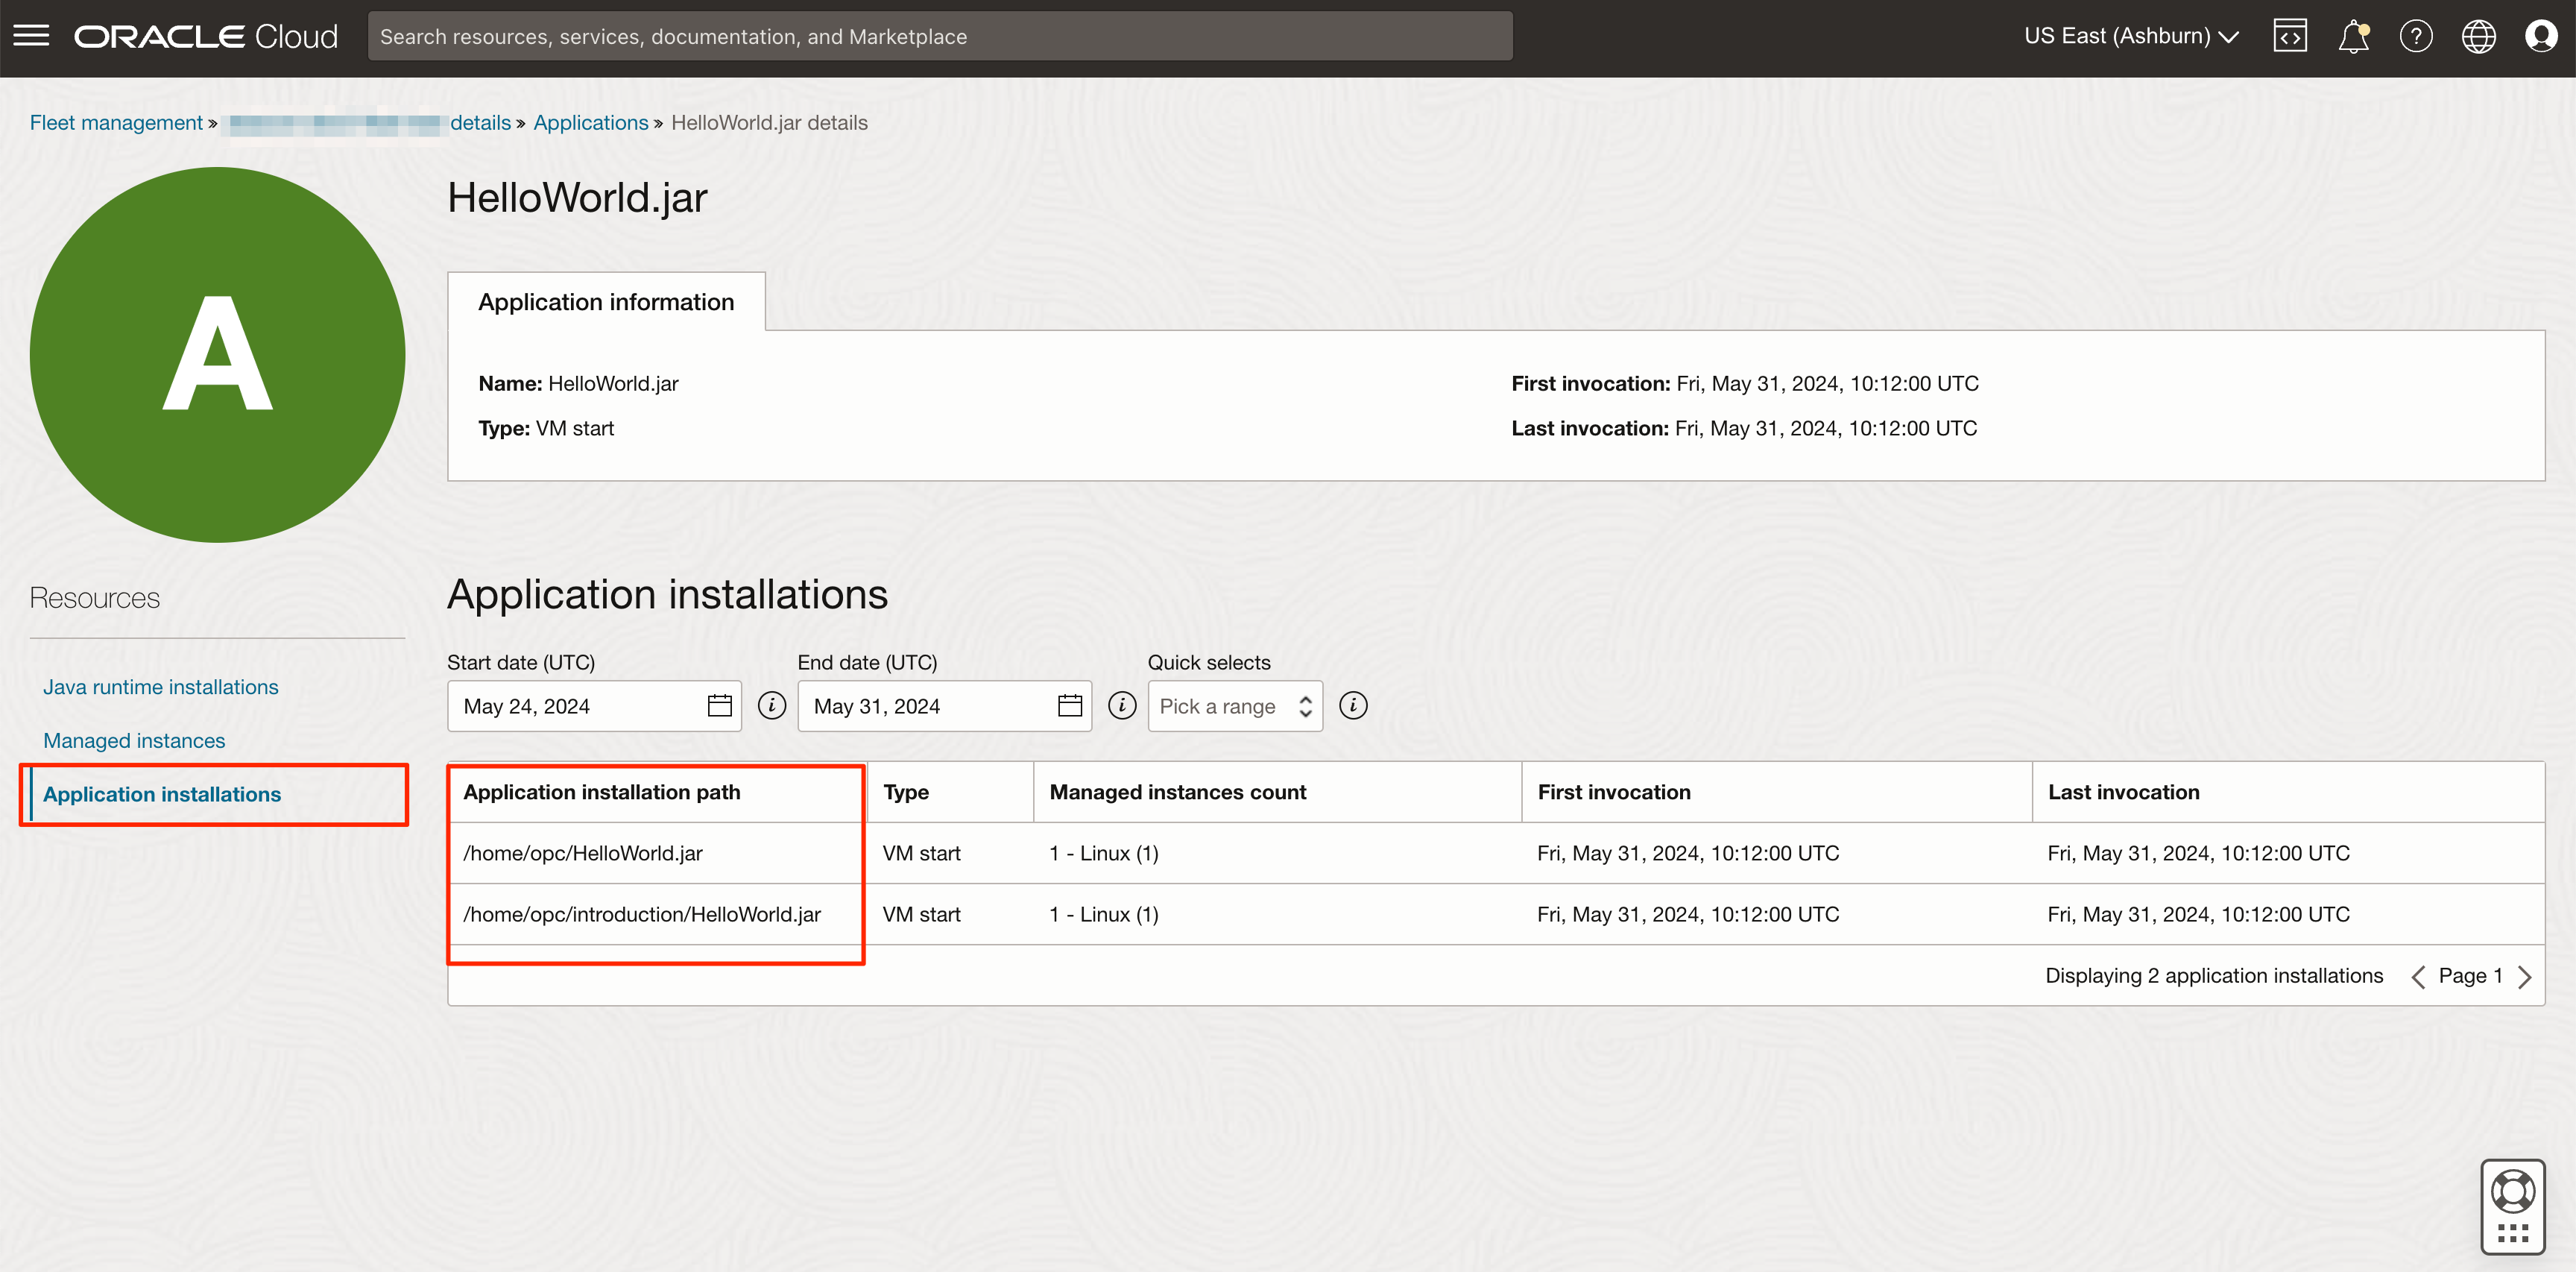 ORACLE Cloud
Search resources, services, documentation, and Marketplace
US East (Ashburn)
Fleet management » details » Applications » HelloWorld.jar details
A
HelloWorld.jar
Application information
Name: HelloWorld.jar
First invocation: Fri, May 31, 2024, 10:12:00 UTC
Type: VM start
Last invocation: Fri, May 31, 2024, 10:12:00 UTC
Resources
Java runtime installations
Managed instances
Application installations
Application installations
Start date (UTC) End date (UTC) Quick selects
May 24, 2024 i May 31, 2024 i Pick a range i
Application installation path Type Managed instances count First invocation Last invocation
/home/opc/HelloWorld.jar VM start 1 - Linux (1) Fri, May 31, 2024, 10:12:00 UTC Fri, May 31, 2024, 10:12:00 UTC
/home/opc/introduction/HelloWorld.jar VM start 1 - Linux (1) Fri, May 31, 2024, 10:12:00 UTC Fri, May 31, 2024, 10:12:00 UTC
Displaying 2 application installations Page 1